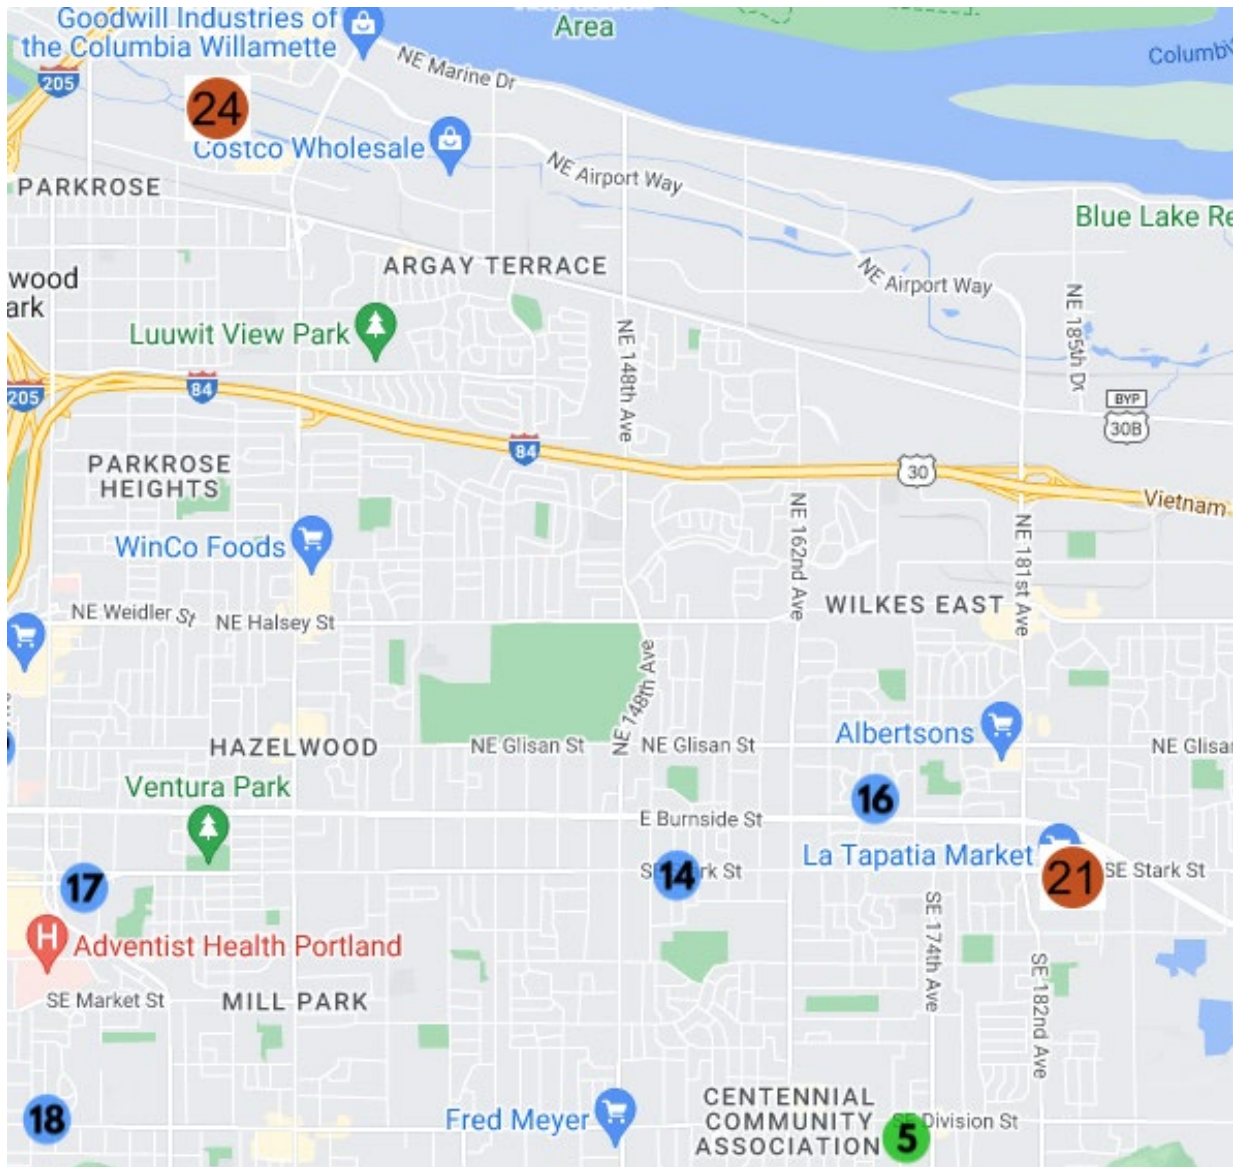 Goodwill Industries of
the Columbia Willamette
Area
NE Marine Dr
Columbi
205
24
Costco Wholesale
NE Airport Way
PARKROSE
Blue Lake Re
ARGAY TERRACE
wood
ark
NE Airport Way
Luuwit View Park
NE 148th Ave
NE 185th Dr
205
84
BYP
30B
84
30
PARKROSE
HEIGHTS
Vietnam
NE 162nd Ave
NE 181st Ave
WinCo Foods
WILKES EAST
NE Weidler St
NE Halsey St
NE 148th Ave
Albertsons
HAZELWOOD
NE Glisan St
NE Glisan St
NE Glisa
Ventura Park
16
E Burnside St
La Tapatia Market
17
14
rk St
21
SE Stark St
SE 174th Ave
H
Adventist Health Portland
SE 182nd Ave
SE Market St
MILL PARK
18
Fred Meyer
CENTENNIAL
COMMUNITY
ASSOCIATION
5
SE Division St